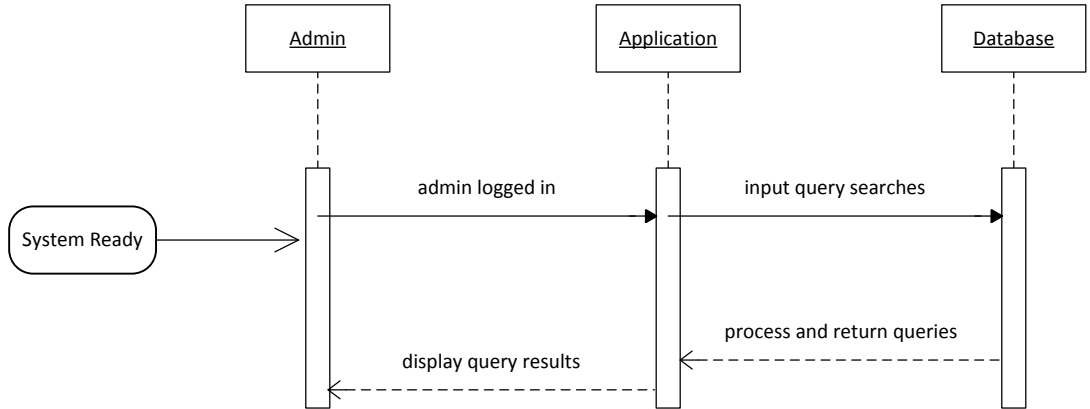 Admin
Application
Database
admin logged in
input query searches
System Ready
process and return queries
display query results